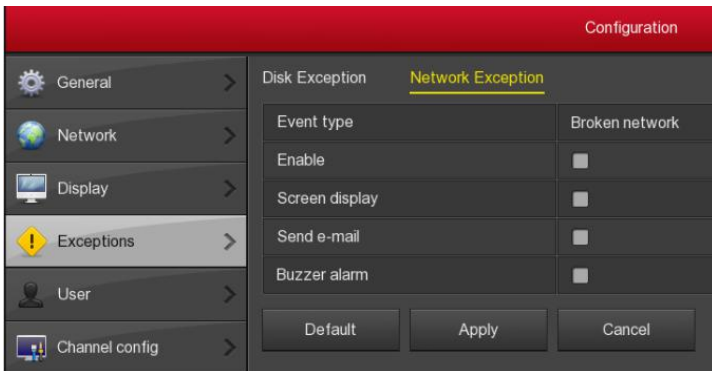 Configuration
General
Disk Exception Network Exception
Network
Event type Broken network
Enable
Display
Screen display
Exceptions
Send e-mail
Buzzer alarm
User
Default Apply Cancel
Channel config